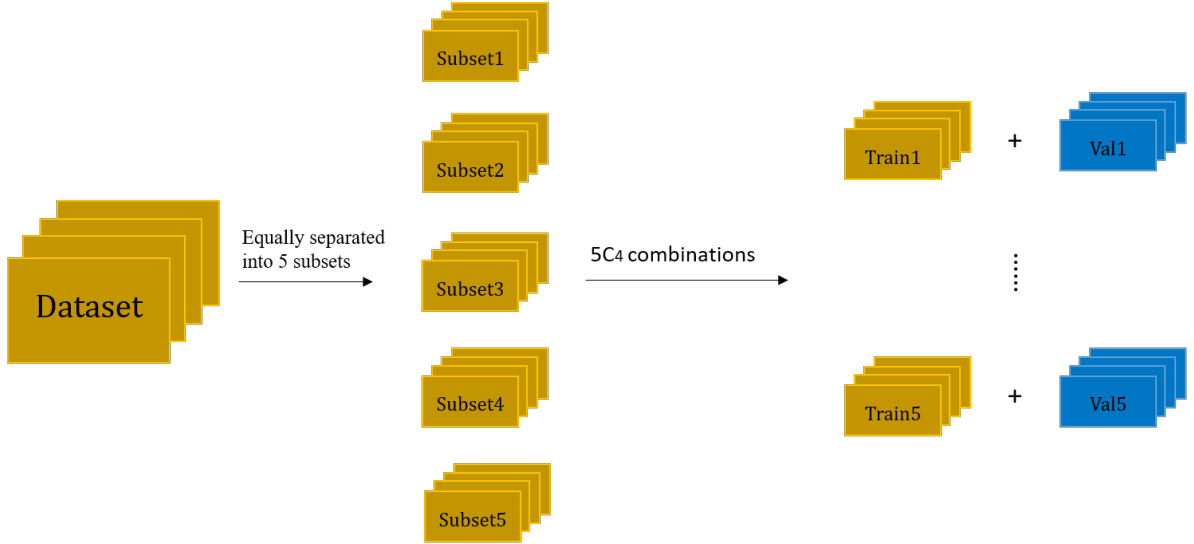 Dataset
Equally separated
into 5 subsets
Subset1
Subset2
Subset3
Subset4
Subset5
5C4 combinations
Train1
+
Val1
......
Train5
+
Val5